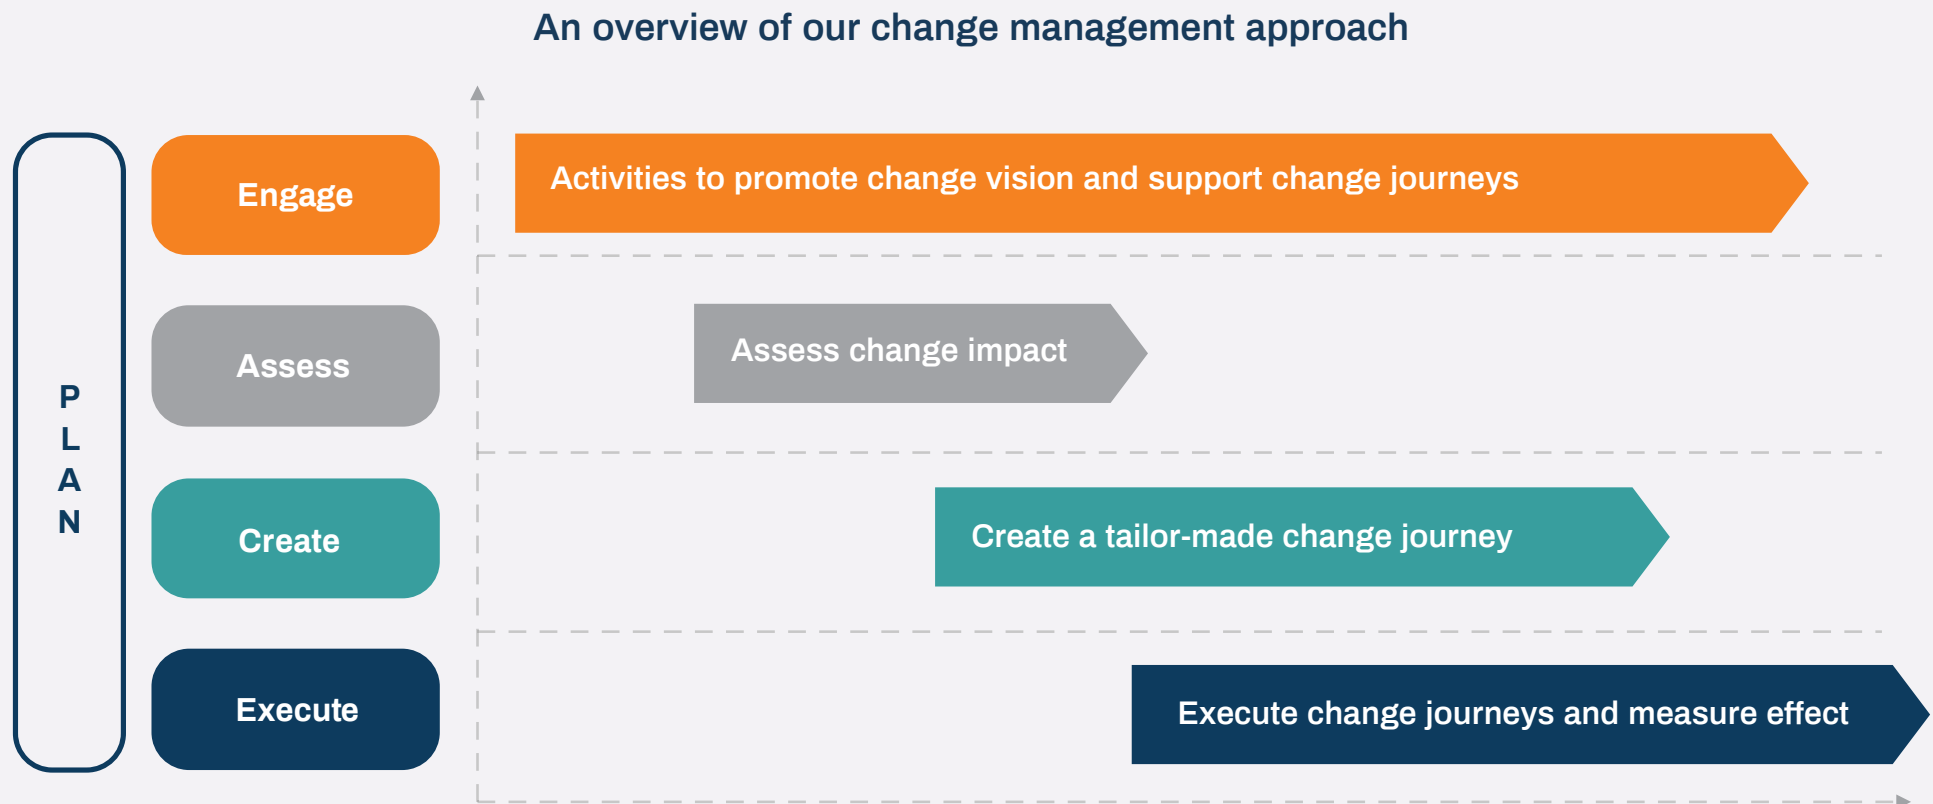 An overview of our change management approach
P
L
A
N
Engage
Activities to promote change vision and support change journeys
Assess
Assess change impact
Create
Create a tailor-made change journey
Execute
Execute change journeys and measure effect